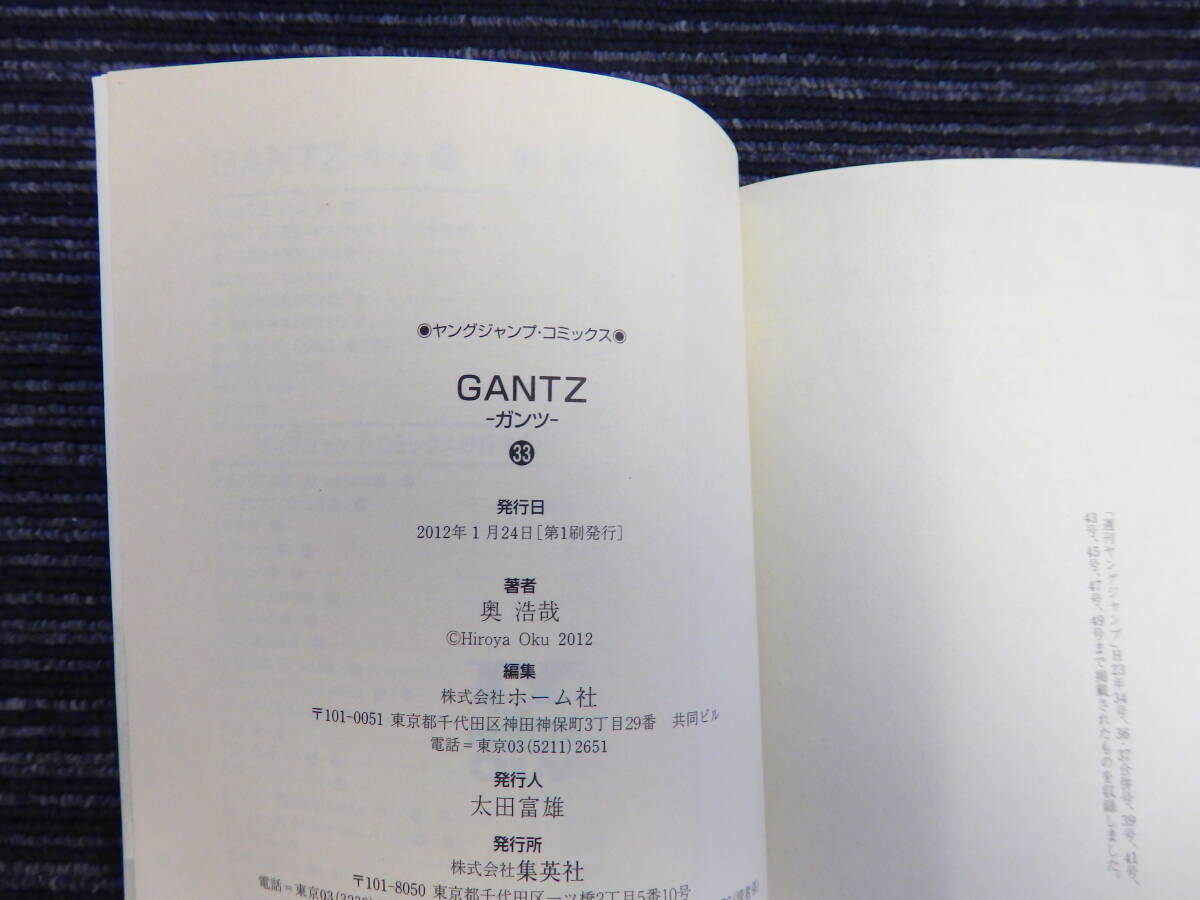 ◉ヤングジャンプ・コミックス◉
GANTZ
-ガンツ-
33
発行日
2012年1月24日[第1刷発行]
著者
奥 浩哉
©Hiroya Oku 2012
編集
株式会社ホーム社
〒101-0051 東京都千代田区神田神保町3丁目29番 共同ビル
電話=東京03(5211)2651
発行人
太田富雄
発行所
株式会社集英社
〒101-8050 東京都千代田区一ツ橋2丁目5番10号
電話=東京03(3230)
「週刊ヤングジャンプ」H23年34号、36・37合併号、39号、41号、
43号、45号、47号、49号まで掲載されたものを収録しました。
GANTZ